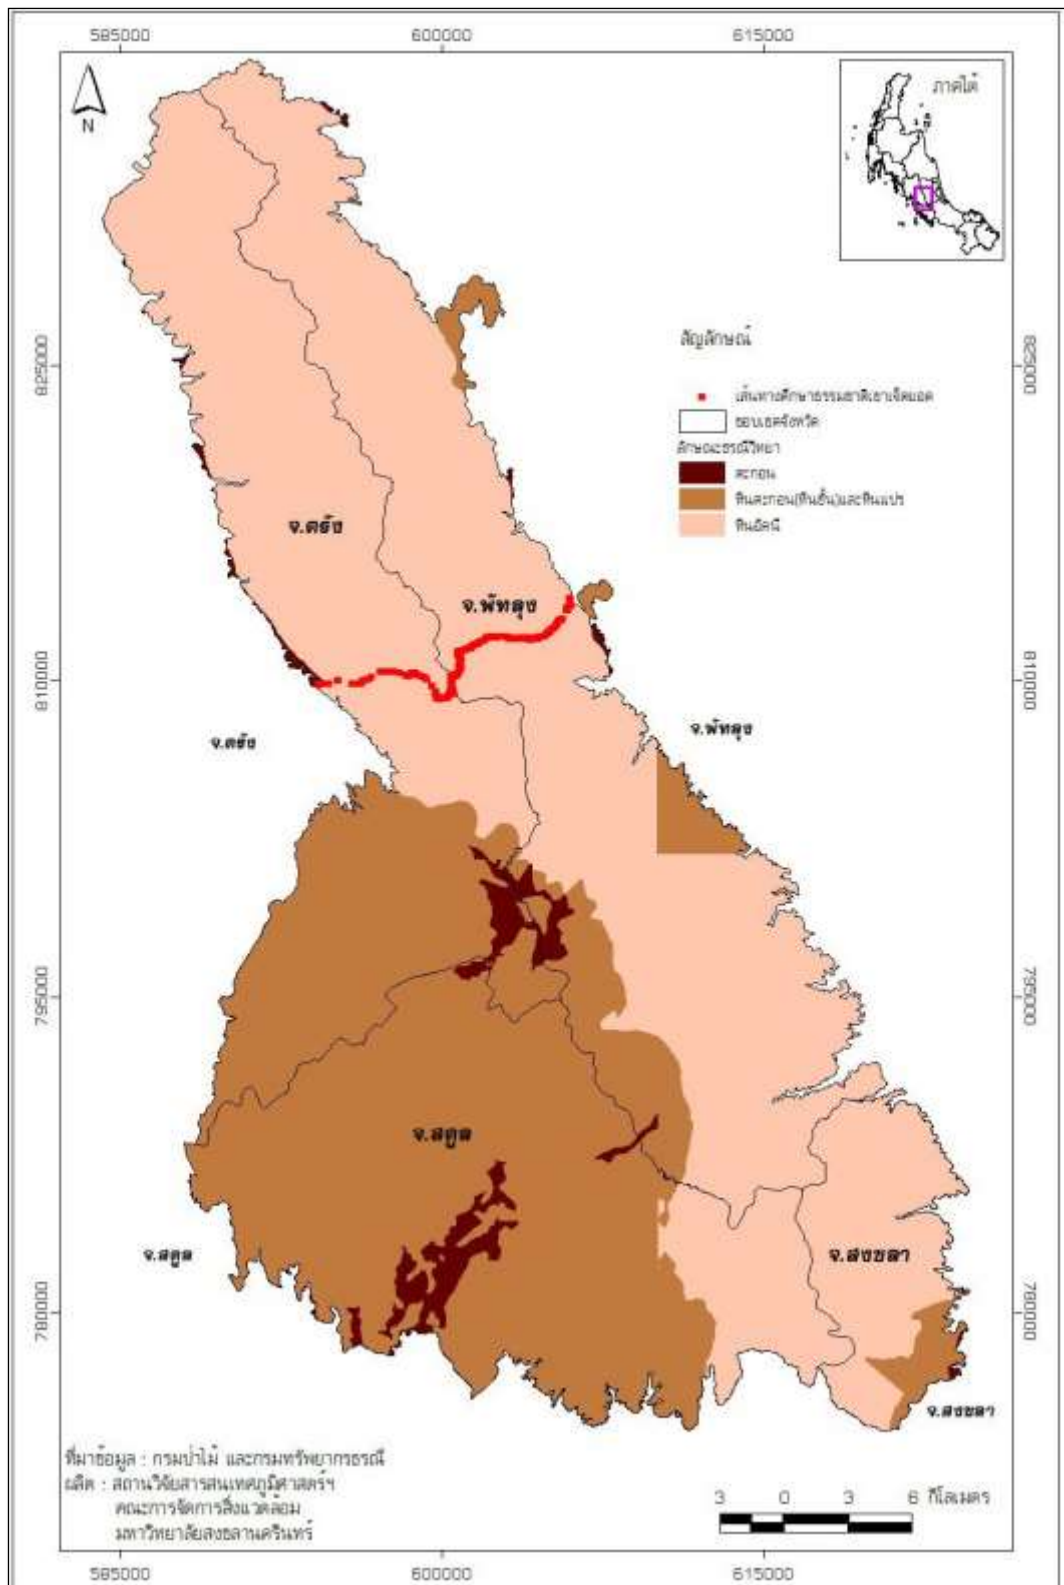 585000 600000 615000
N
ภาคใต้
825000
825000
สัญลักษณ์
เส้นทางศึกษาธรรมชาติเขาเจ็ดยอด
ขอบเขตจังหวัด
ลักษณะธรณีวิทยา
ตะกอน
หินตะกอน(หินชั้น)และหินแปร
หินอัคนี
จ.ตรัง
จ.พัทลุง
810000
810000
จ.ตรัง
จ.พัทลุง
795000
795000
จ.สตูล
จ.สตูล
จ.สงขลา
780000
780000
จ.สงขลา
ที่มาข้อมูล : กรมป่าไม้ และกรมทรัพยากรธรณี
ผลิต : สถานวิจัยสารสนเทศภูมิศาสตร์ฯ
คณะการจัดการสิ่งแวดล้อม
มหาวิทยาลัยสงขลานครินทร์
3 0 3 6 กิโลเมตร
585000 600000 615000